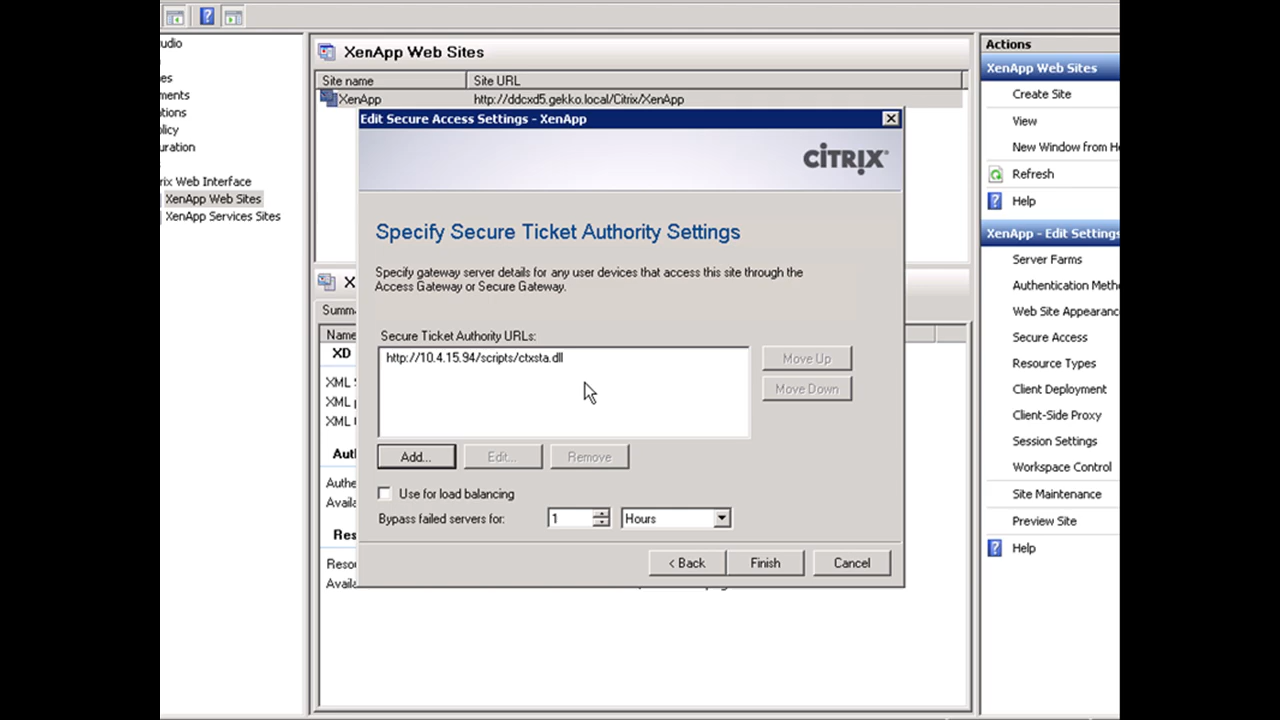 udio
es
ments
tions
licy
uration
rix Web Interface
XenApp Web Sites
XenApp Services Sites
XenApp Web Sites
Site name
Site URL
XenApp
http://ddcxd5.gekko.local/Citrix/XenApp
X
Summ
Name
XD
XML S
XML p
XML U
Aut
Authe
Availa
Res
Resou
Availa
Edit Secure Access Settings - XenApp
CİTRIX
Specify Secure Ticket Authority Settings
Specify gateway server details for any user devices that access this site through the
Access Gateway or Secure Gateway.
Secure Ticket Authority URLs:
http://10.4.15.94/scripts/ctxsta.dll
Move Up
Move Down
Add...
Edit...
Remove
Use for load balancing
Bypass failed servers for:
1
Hours
< Back
Finish
Cancel
Actions
XenApp Web Sites
Create Site
View
New Window from H
Refresh
Help
XenApp - Edit Settings
Server Farms
Authentication Meth
Web Site Appearanc
Secure Access
Resource Types
Client Deployment
Client-Side Proxy
Session Settings
Workspace Control
Site Maintenance
Preview Site
Help